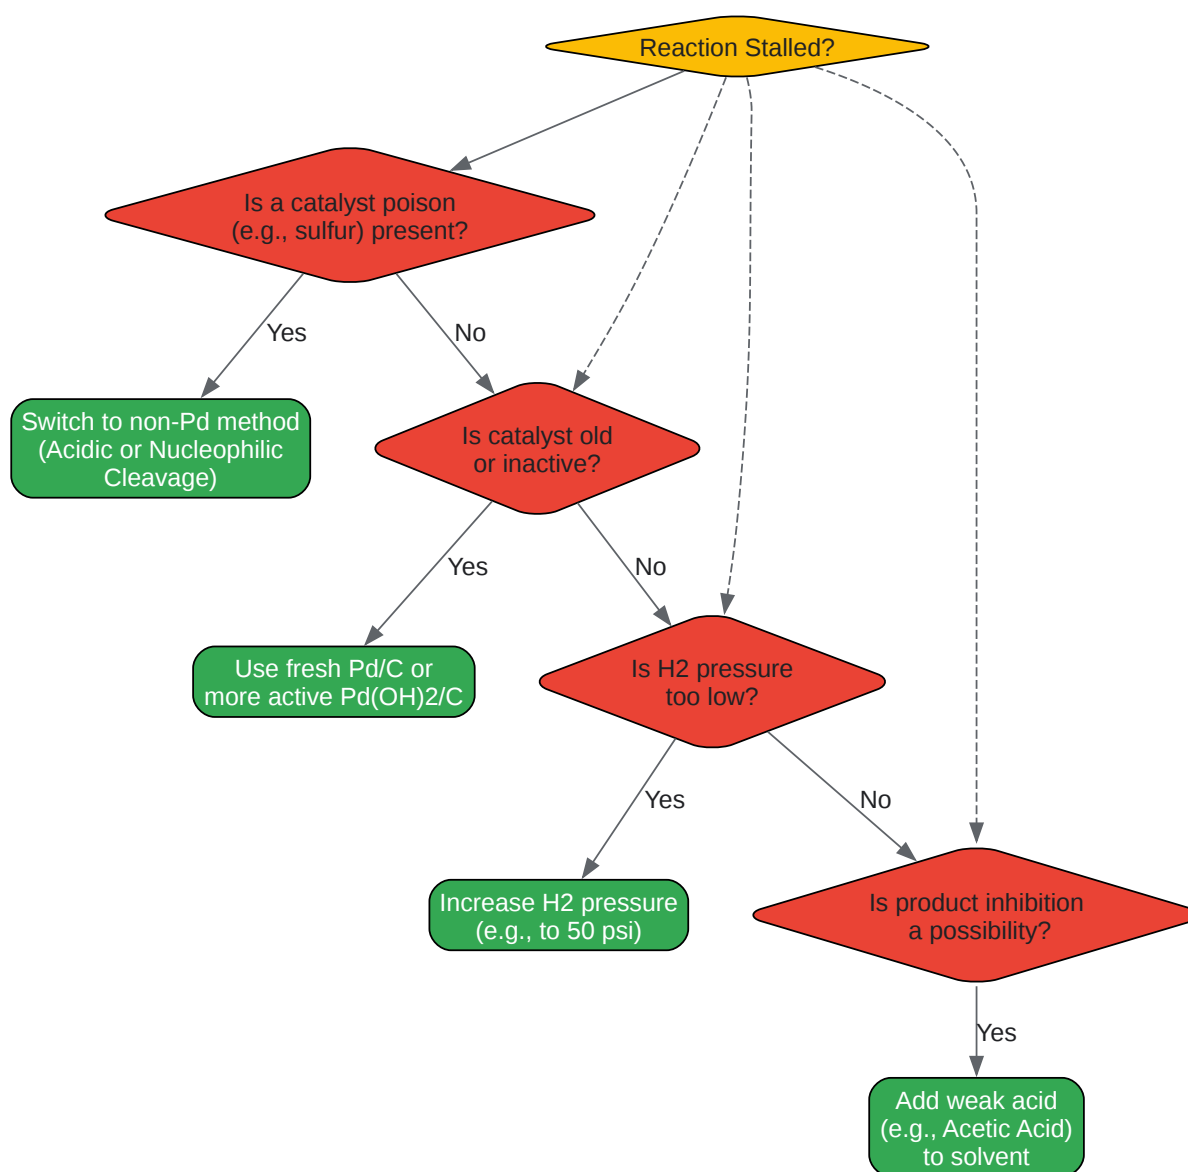 Reaction Stalled?
Is a catalyst poison
(e.g., sulfur) present?
Yes
No
Switch to non-Pd method
(Acidic or Nucleophilic
Cleavage)
Is catalyst old
or inactive?
Yes
No
Use fresh Pd/C or
more active Pd(OH)2/C
Is H2 pressure
too low?
Yes
No
Increase H2 pressure
(e.g., to 50 psi)
Is product inhibition
a possibility?
Yes
Add weak acid
(e.g., Acetic Acid)
to solvent